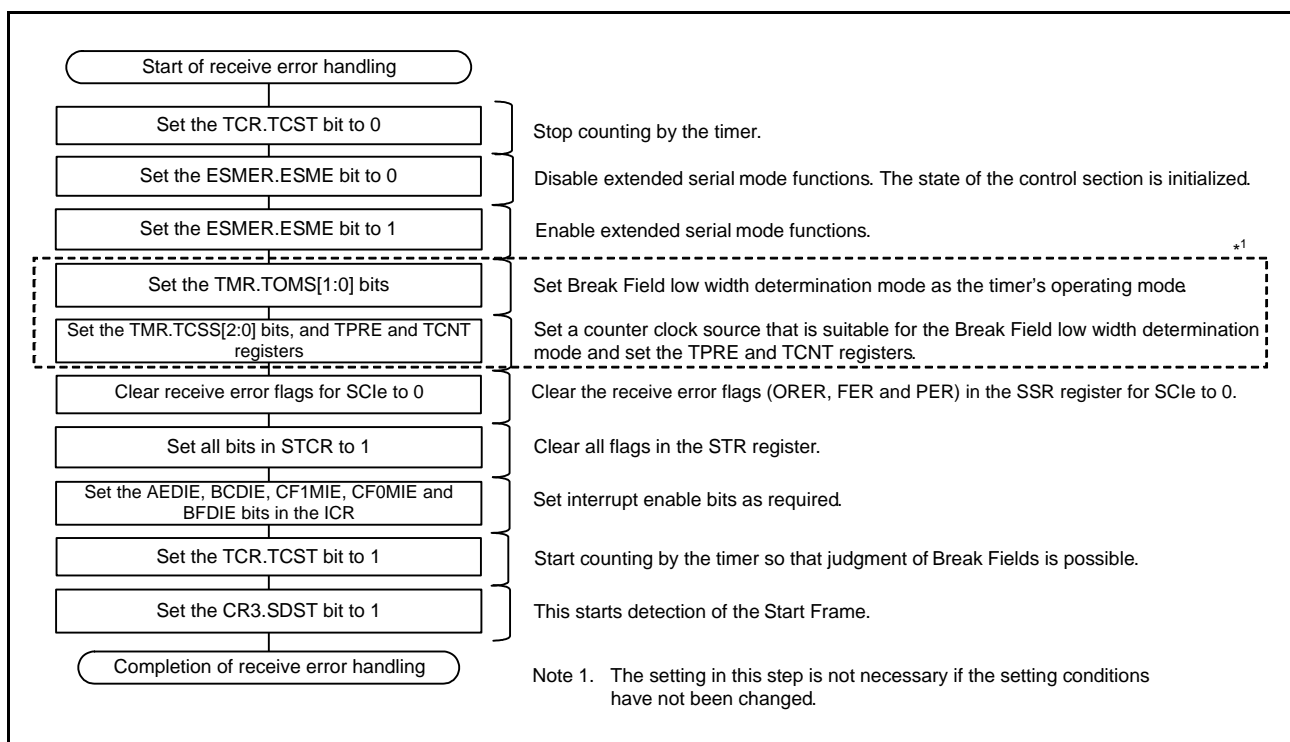 Start of receive error handling
Set the TCR.TCST bit to 0
Stop counting by the timer.
Set the ESMER.ESME bit to 0
Disable extended serial mode functions. The state of the control section is initialized.
Set the ESMER.ESME bit to 1
Enable extended serial mode functions.
*1
Set the TMR.TOMS[1:0] bits
Set Break Field low width determination mode as the timer's operating mode.
Set the TMR.TCSS[2:0] bits, and TPRE and TCNT
registers
Set a counter clock source that is suitable for the Break Field low width determination
mode and set the TPRE and TCNT registers.
Clear receive error flags for SCIe to 0
Clear the receive error flags (ORER, FER and PER) in the SSR register for SCIe to 0.
Set all bits in STCR to 1
Clear all flags in the STR register.
Set the AEDIE, BCDIE, CF1MIE, CF0MIE and
BFDIE bits in the ICR
Set interrupt enable bits as required.
Set the TCR.TCST bit to 1
Start counting by the timer so that judgment of Break Fields is possible.
Set the CR3.SDST bit to 1
This starts detection of the Start Frame.
Completion of receive error handling
Note 1. The setting in this step is not necessary if the setting conditions
have not been changed.